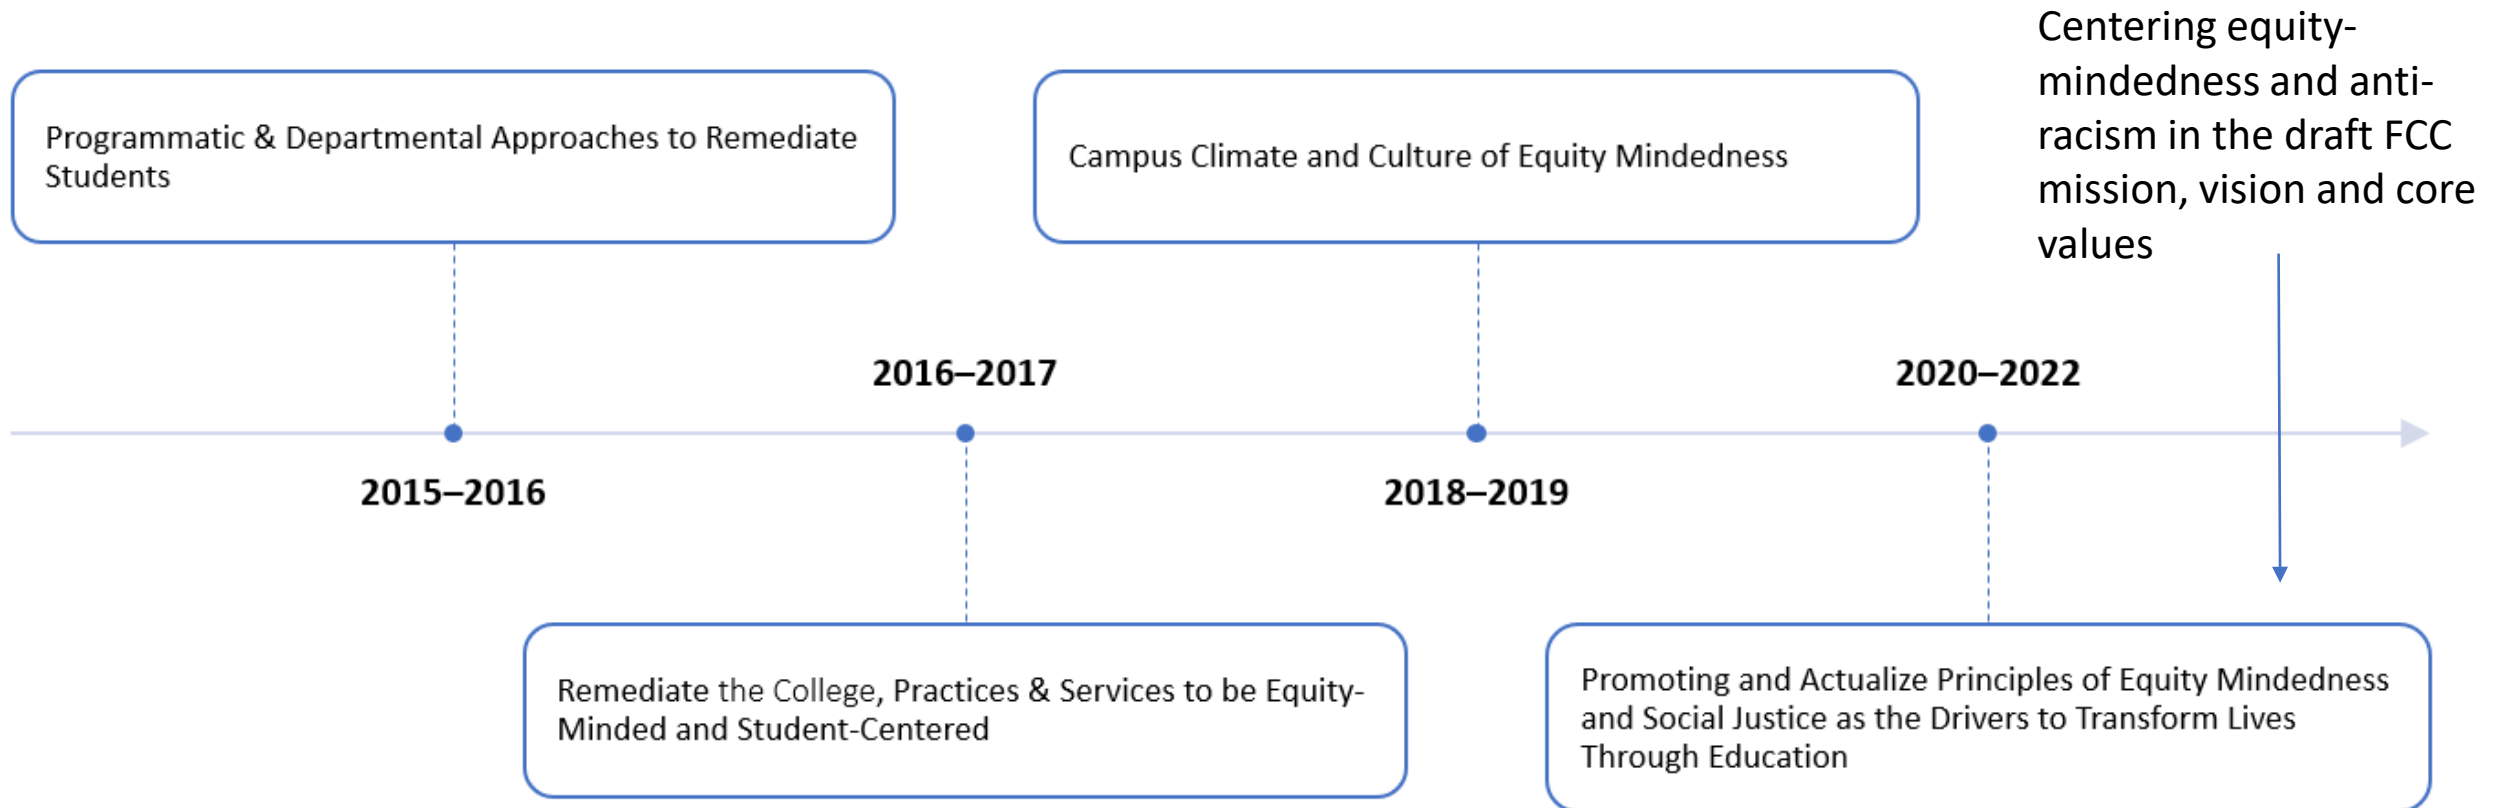 Programmatic & Departmental Approaches to Remediate
Students
Campus Climate and Culture of Equity Mindedness
Centering equity-
mindedness and anti-
racism in the draft FCC
mission, vision and core
values
2016–2017
2020–2022
2015–2016
2018–2019
Remediate the College, Practices & Services to be Equity-
Minded and Student-Centered
Promoting and Actualize Principles of Equity Mindedness
and Social Justice as the Drivers to Transform Lives
Through Education